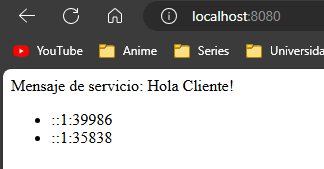 localhost:8080
YouTube Anime Series Universida
Mensaje de servicio: Hola Cliente!
• ::1:39986
• ::1:35838